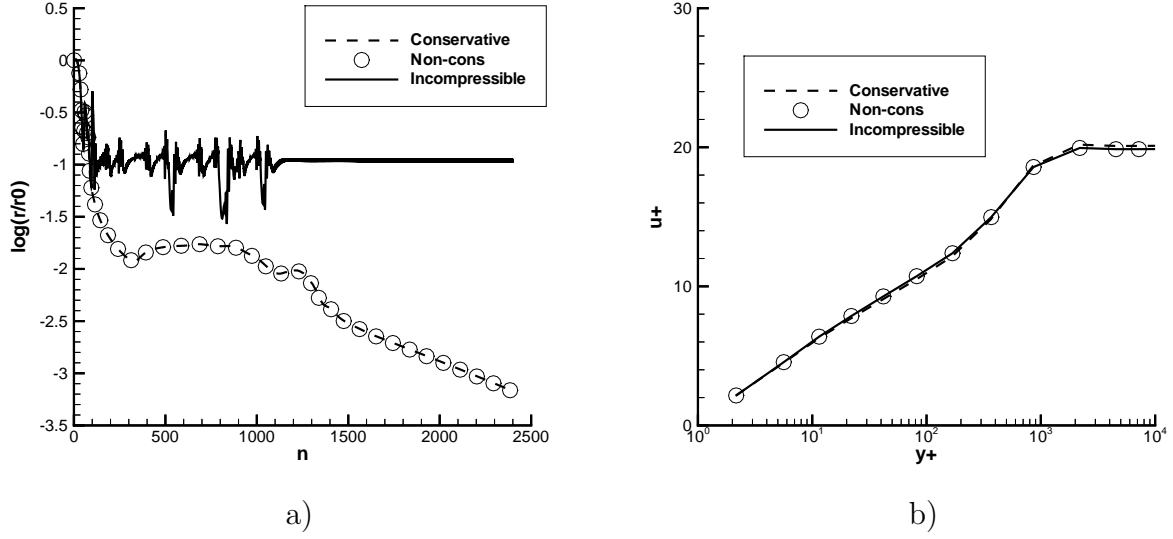 0.5
0
-0.5
-1
-1.5
-2
-2.5
-3
-3.5
log(r/r0)
0 500 1000 1500 2000 2500
n
Conservative
Non-cons
Incompressible
a)
30
20
10
0
u+
10^0 10^1 10^2 10^3 10^4
y+
Conservative
Non-cons
Incompressible
b)